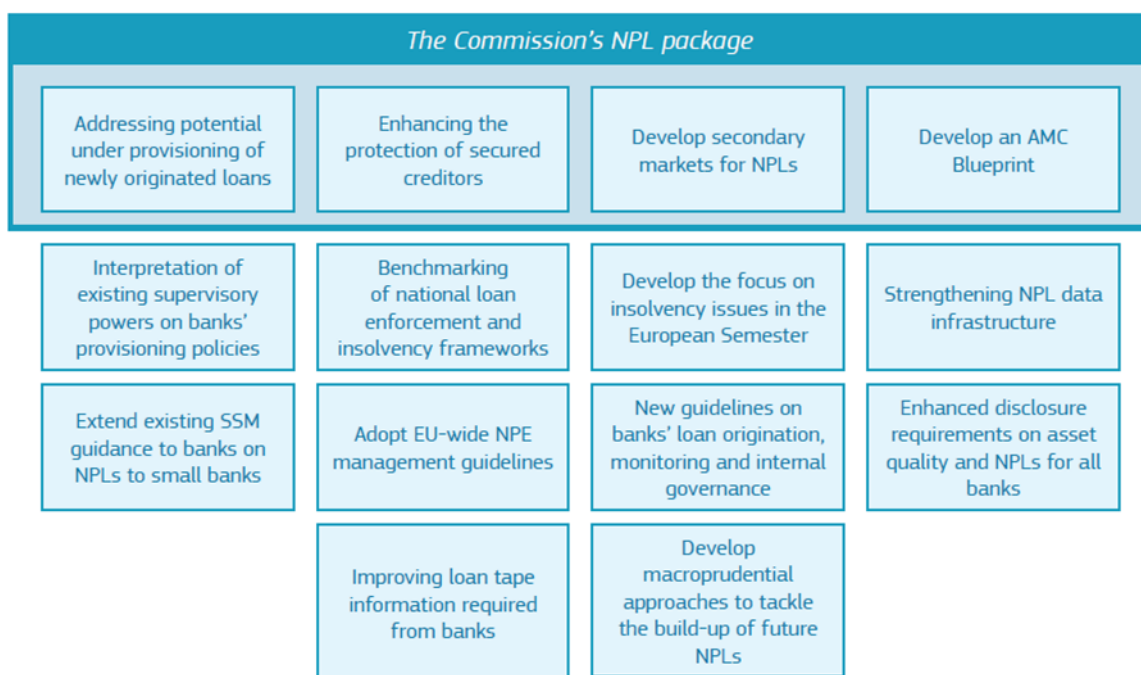 The Commission's NPL package
Addressing potential
under provisioning of
newly originated loans
Enhancing the
protection of secured
creditors
Develop secondary
markets for NPLs
Develop an AMC
Blueprint
Interpretation of
existing supervisory
powers on banks'
provisioning policies
Benchmarking
of national loan
enforcement and
insolvency frameworks
Develop the focus on
insolvency issues in the
European Semester
Strengthening NPL data
infrastructure
Extend existing SSM
guidance to banks on
NPLs to small banks
Adopt EU-wide NPE
management guidelines
New guidelines on
banks' loan origination,
monitoring and internal
governance
Enhanced disclosure
requirements on asset
quality and NPLs for all
banks
Improving loan tape
information required
from banks
Develop
macroprudential
approaches to tackle
the build-up of future
NPLs